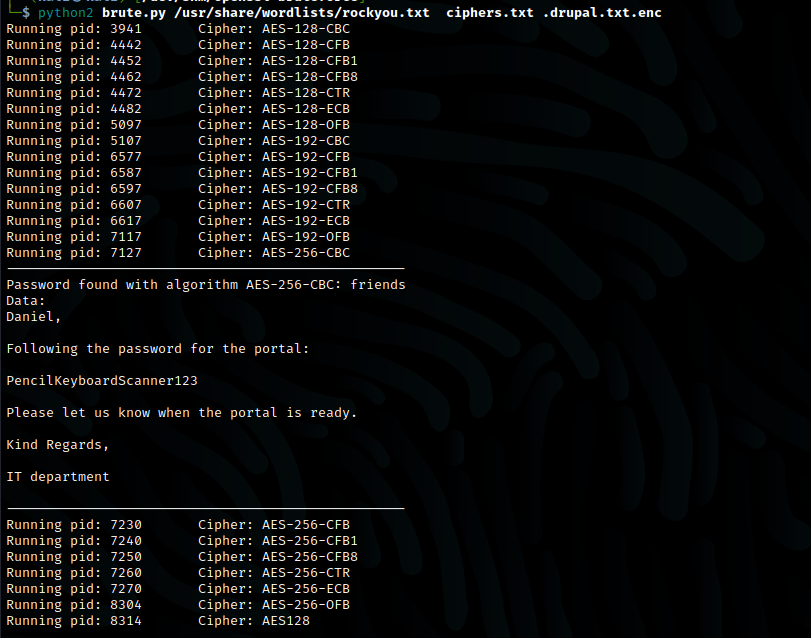 └─$ python2 brute.py /usr/share/wordlists/rockyou.txt  ciphers.txt .drupal.txt.enc
Running pid: 3941       Cipher: AES-128-CBC
Running pid: 4442       Cipher: AES-128-CFB
Running pid: 4452       Cipher: AES-128-CFB1
Running pid: 4462       Cipher: AES-128-CFB8
Running pid: 4472       Cipher: AES-128-CTR
Running pid: 4482       Cipher: AES-128-ECB
Running pid: 5097       Cipher: AES-128-OFB
Running pid: 5107       Cipher: AES-192-CBC
Running pid: 6577       Cipher: AES-192-CFB
Running pid: 6587       Cipher: AES-192-CFB1
Running pid: 6597       Cipher: AES-192-CFB8
Running pid: 6607       Cipher: AES-192-CTR
Running pid: 6617       Cipher: AES-192-ECB
Running pid: 7117       Cipher: AES-192-OFB
Running pid: 7127       Cipher: AES-256-CBC
Password found with algorithm AES-256-CBC: friends
Data:
Daniel,
Following the password for the portal:
PencilKeyboardScanner123
Please let us know when the portal is ready.
Kind Regards,
IT department
Running pid: 7230       Cipher: AES-256-CFB
Running pid: 7240       Cipher: AES-256-CFB1
Running pid: 7250       Cipher: AES-256-CFB8
Running pid: 7260       Cipher: AES-256-CTR
Running pid: 7270       Cipher: AES-256-ECB
Running pid: 8304       Cipher: AES-256-OFB
Running pid: 8314       Cipher: AES128